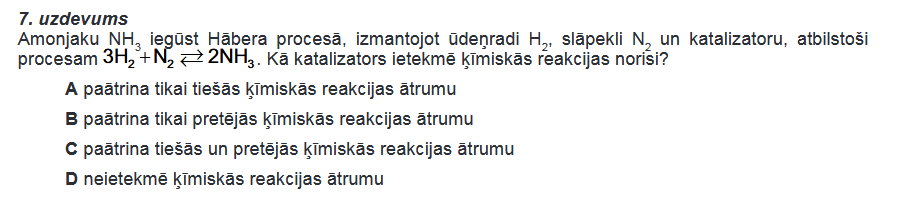 7. uzdevums
Amonjaku NH₃ iegūst Hābera procesā, izmantojot ūdeņradi H₂, slāpekli N₂ un katalizatoru, atbilstoši
procesam 3H₂+N₂ ⇄ 2NH₃. Kā katalizators ietekmē ķīmiskās reakcijas norisi?
A paātrina tikai tiešās ķīmiskās reakcijas ātrumu
B paātrina tikai pretējās ķīmiskās reakcijas ātrumu
C paātrina tiešās un pretējās ķīmiskās reakcijas ātrumu
D neietekmē ķīmiskās reakcijas ātrumu